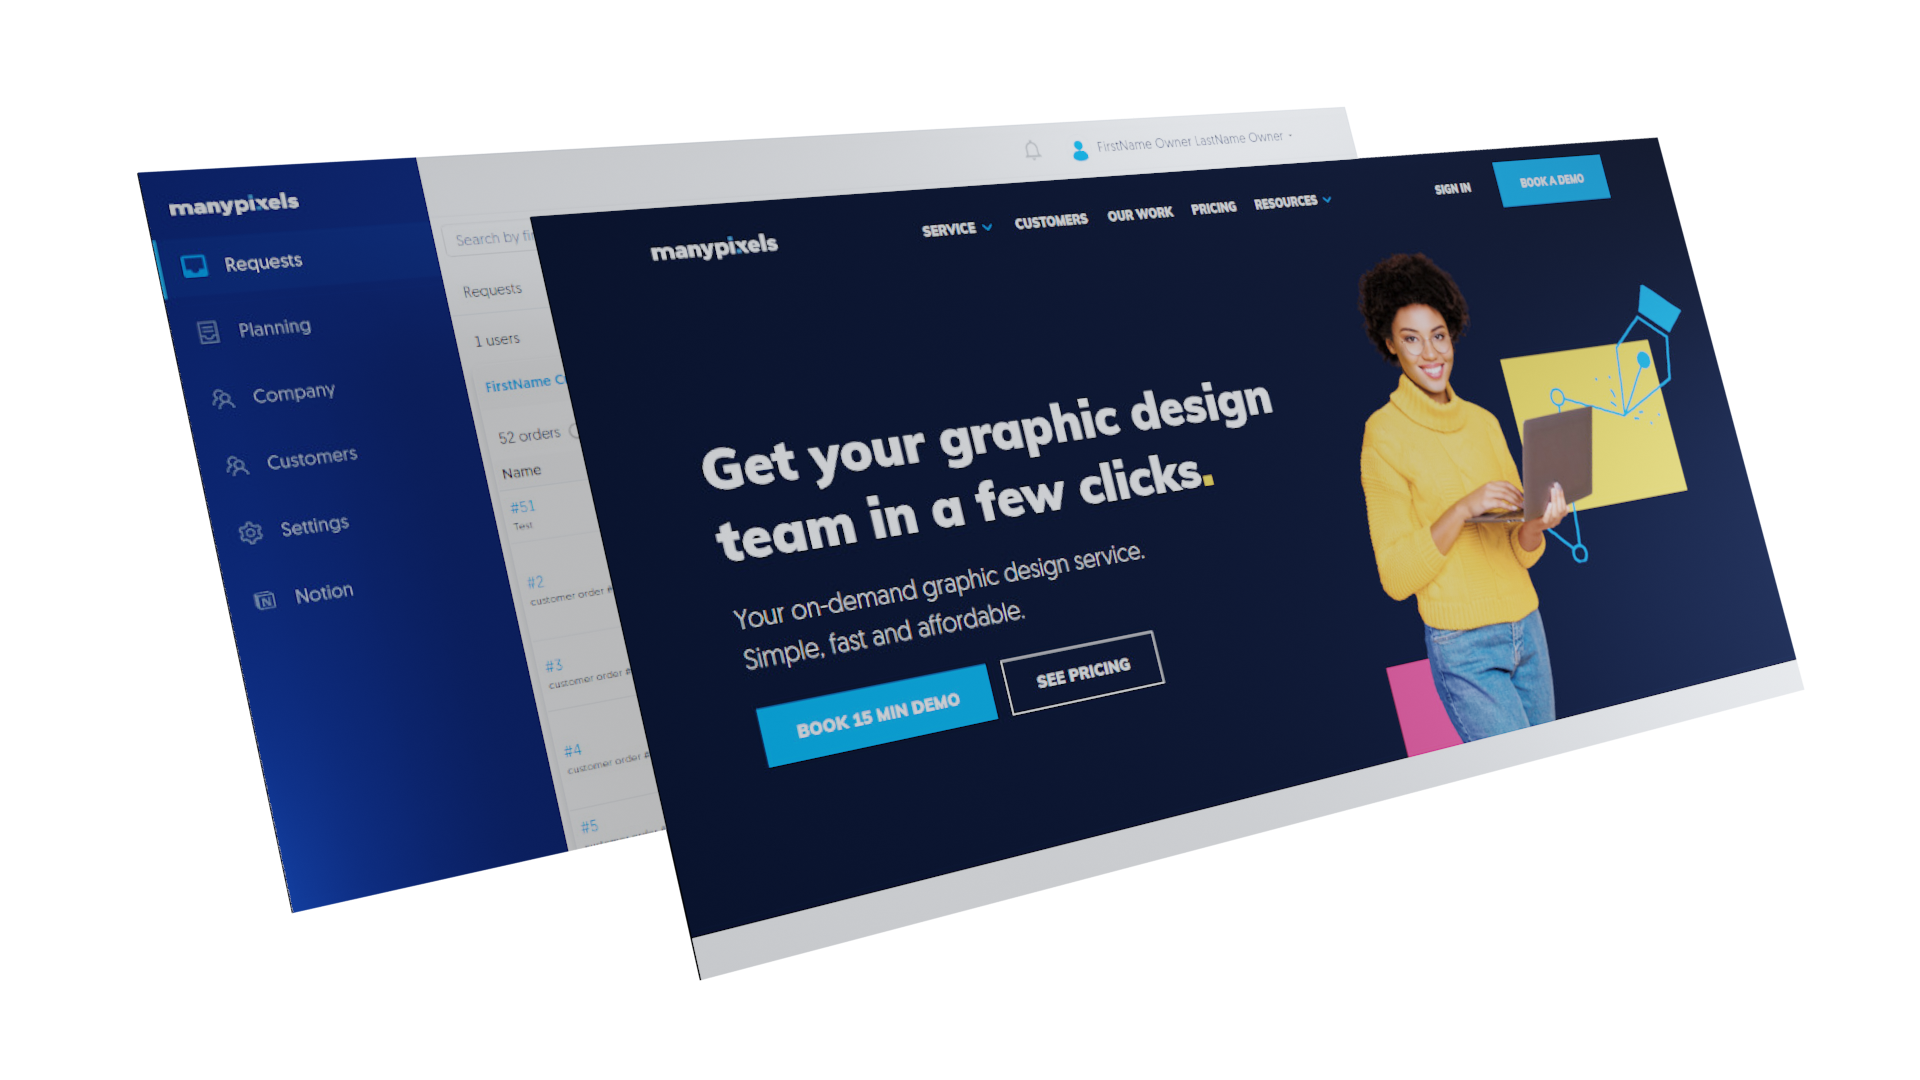 manypixels
Requests
Planning
Company
Customers
Settings
Notion
FirstName Owner LastName Owner
Search by
Requests
1 users
FirstName
52 orders
Name
#51
Test
#2
customer order
#3
customer order
#4
customer order
#5
manypixels
SERVICE CUSTOMERS OUR WORK PRICING RESOURCES SIGN IN BOOK A DEMO
Get your graphic design
team in a few clicks.
Your on-demand graphic design service.
Simple, fast and affordable.
BOOK 15 MIN DEMO SEE PRICING